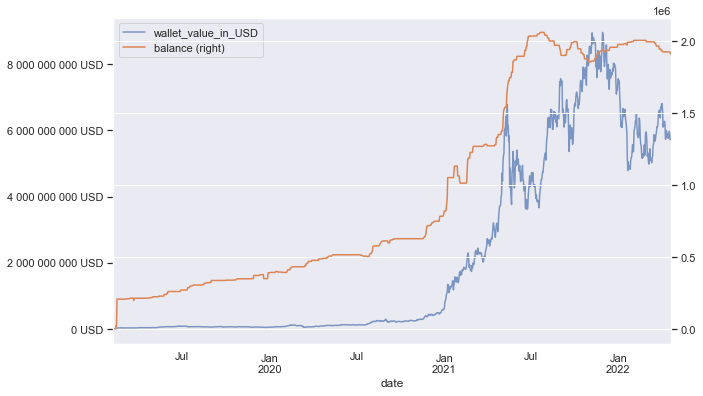 1e6
wallet_value_in_USD
balance (right)
8 000 000 000 USD
6 000 000 000 USD
4 000 000 000 USD
2 000 000 000 USD
0 USD
2.0
1.5
1.0
0.5
0.0
Jul
Jan
2020
Jul
Jan
2021
Jul
Jan
2022
date